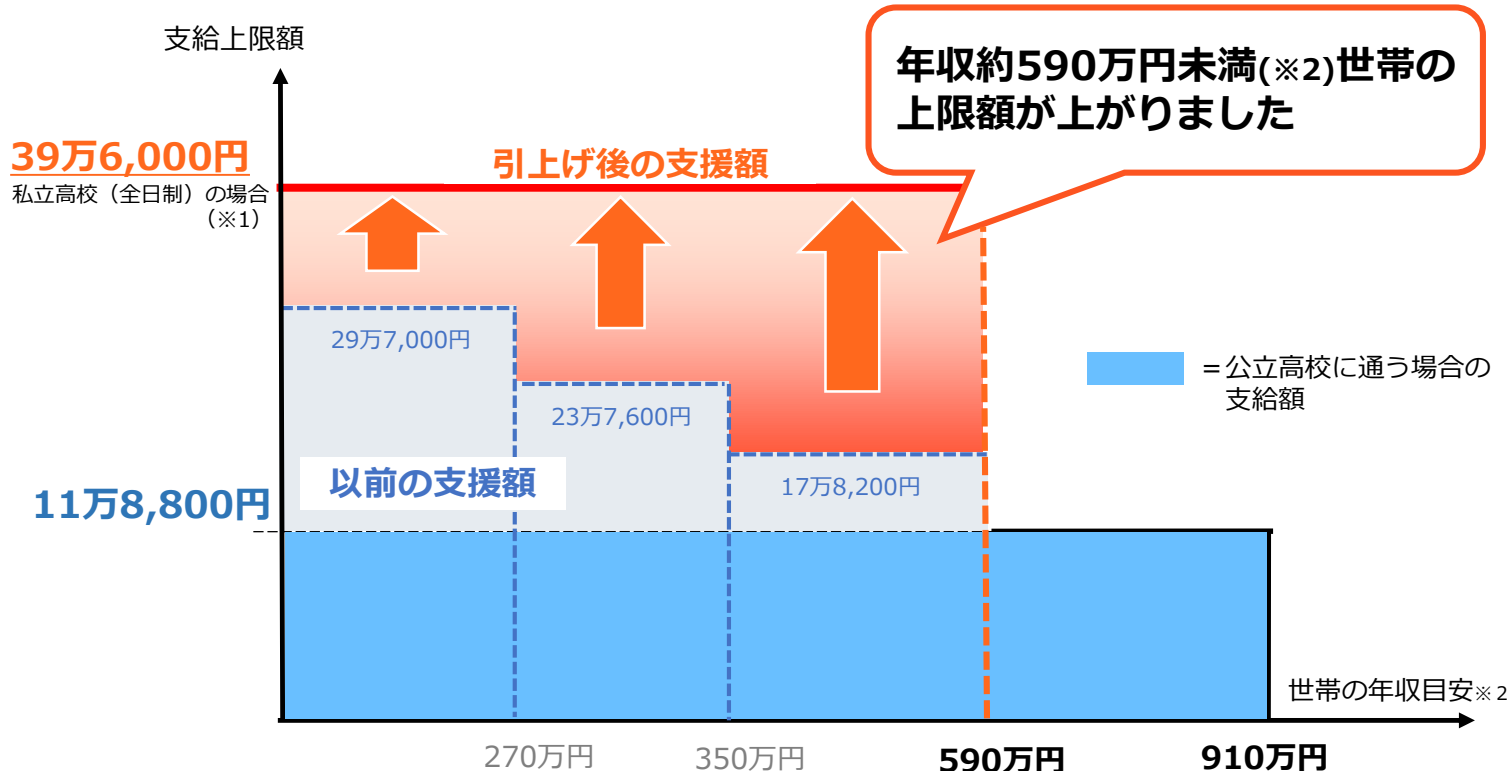 支給上限額
年収約590万円未満(※2)世帯の
上限額が上がりました
39万6,000円
私立高校（全日制）の場合
（※1）
引上げ後の支援額
29万7,000円
23万7,600円
17万8,200円
＝公立高校に通う場合の
支給額
以前の支援額
11万8,800円
世帯の年収目安※２
270万円
350万円
590万円
910万円